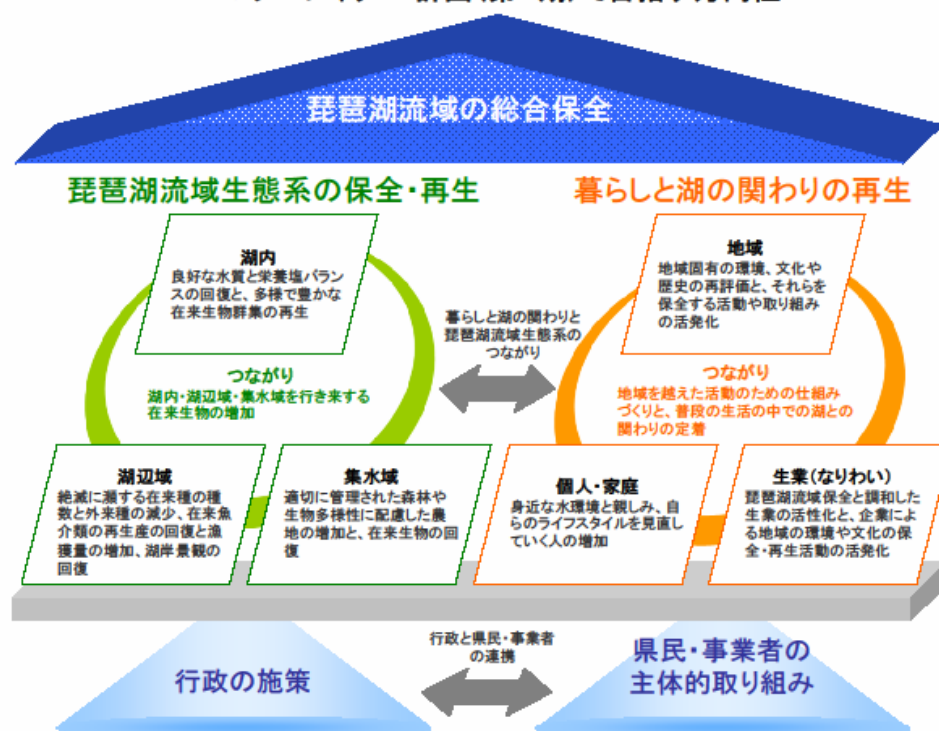 琵琶湖流域の総合保全
琵琶湖流域生態系の保全・再生
暮らしと湖の関わりの再生
湖内
良好な水質と栄養塩バラン
スの回復と、多様で豊かな
在来生物群集の再生
つながり
湖内・湖辺域・集水域を行き来する
在来生物の増加
湖辺域
絶滅に瀕する在来種の種
数と外来種の減少、在来魚
介類の再生産の回復と漁
獲量の増加、湖岸景観の
回復
集水域
適切に管理された森林や
生物多様性に配慮した農
地の増加と、在来生物の回
復
暮らしと湖の関わりと
琵琶湖流域生態系の
つながり
地域
地域固有の環境、文化や
歴史の再評価と、それらを
保全する活動や取り組み
の活発化
つながり
地域を越えた活動のための仕組み
づくりと、普段の生活の中での湖との
関わりの定着
個人・家庭
身近な水環境と親しみ、自
らのライフスタイルを見直し
ていく人の増加
生業(なりわい)
琵琶湖流域保全と調和した
生業の活性化と、企業によ
る地域の環境や文化の保
全・再生活動の活発化
行政の施策
行政と県民・事業者
の連携
県民・事業者の
主体的取り組み